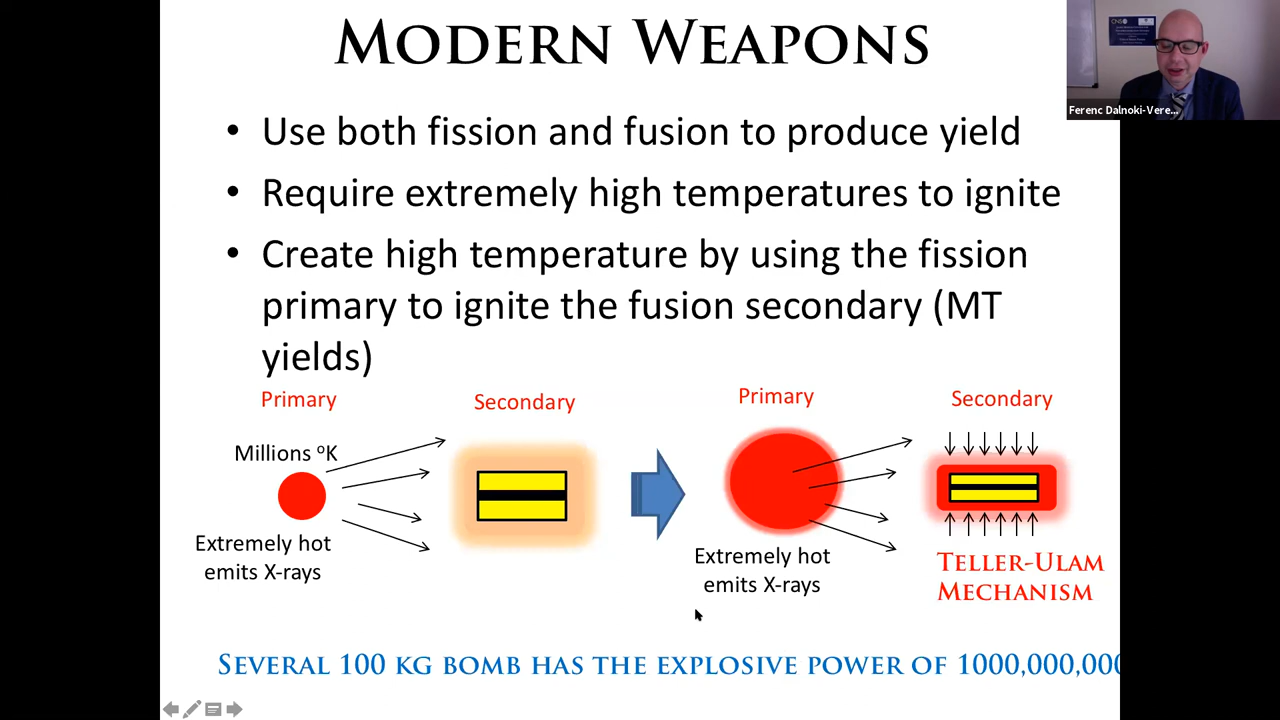 MODERN WEAPONS
CNS
Ferenc Dalnoki-Vere...
• Use both fission and fusion to produce yield
• Require extremely high temperatures to ignite
• Create high temperature by using the fission
primary to ignite the fusion secondary (MT
yields)
Primary
Secondary
Primary
Secondary
Millions °K
Extremely hot
emits X-rays
Extremely hot
emits X-rays
TELLER-ULAM
MECHANISM
SEVERAL 100 KG BOMB HAS THE EXPLOSIVE POWER OF 1000,000,000